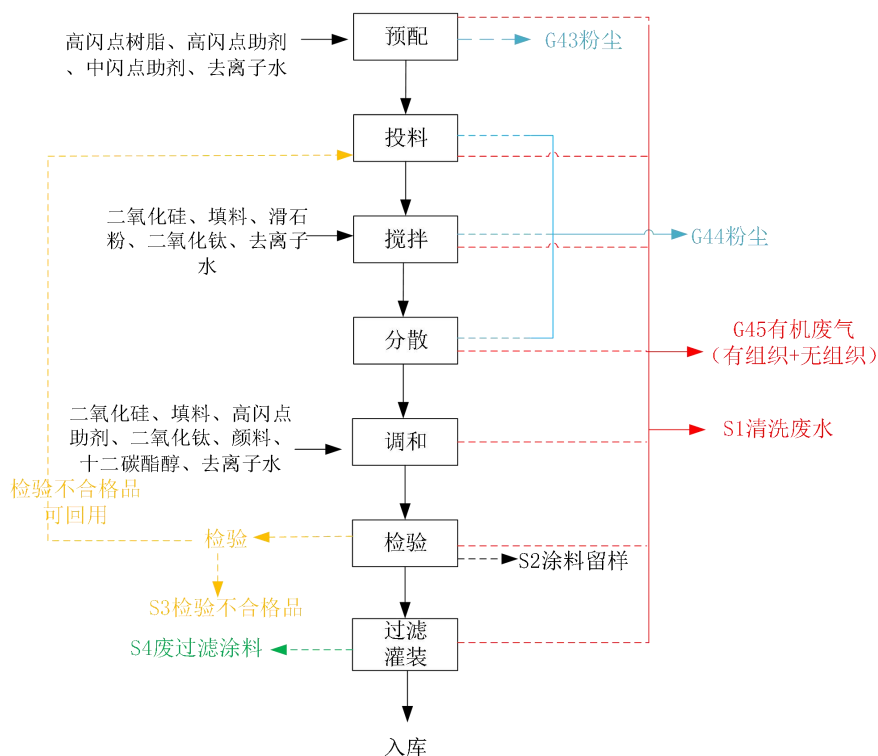 预配
高闪点树脂、高闪点助剂
、中闪点助剂、去离子水
G43粉尘
投料
二氧化硅、填料、滑石
粉、二氧化钛、去离子
水
搅拌
G44粉尘
分散
G45有机废气
（有组织+无组织）
二氧化硅、填料、高闪点
助剂、二氧化钛、颜料、
十二碳酯醇、去离子水
调和
S1清洗废水
检验不合格品
可回用
检验
检验
S2涂料留样
S3检验不合格品
过滤
灌装
S4废过滤涂料
入库